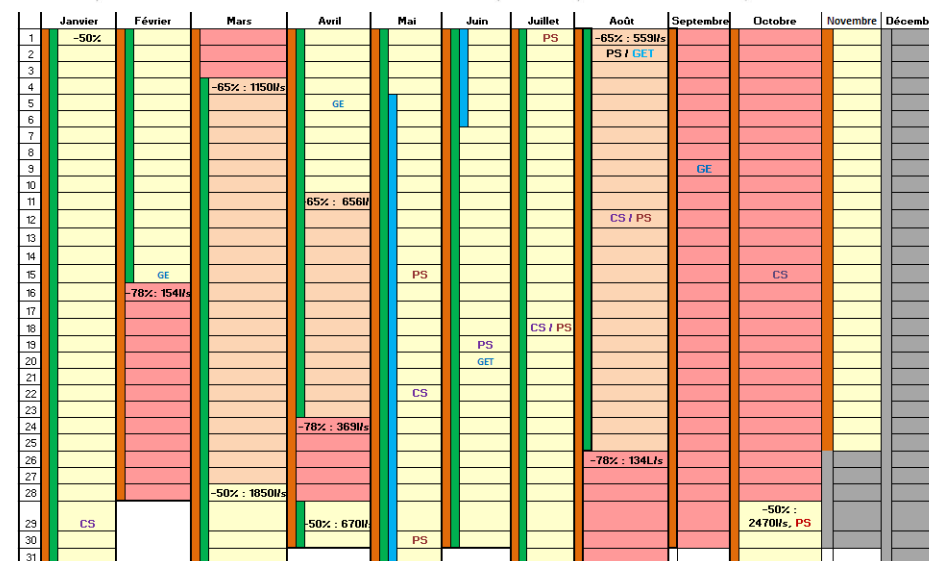 Janvier Février Mars Avril Mai Juin Juillet Août Septembre Octobre Novembre Décemb
1 -50% PS -65% : 559l/s
2 PS / GET
3
4 -65% : 1150l/s
5 GE
6
7
8
9 GE
10
11 -65% : 656l/
12 CS / PS
13
14
15 GE PS CS
16 -78% : 154l/s
17
18 CS / PS
19 PS
20 GET
21
22 CS
23
24 -78% : 369l/s
25
26 -78% : 134L/s
27
28 -50% : 1850l/s
-50% :
29 CS -50% : 670l/ 2470l/s, PS
30 PS
31